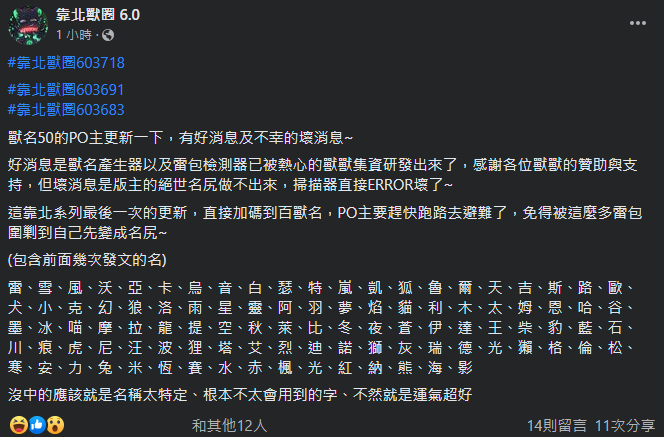 靠北獸圈 6.0
1 小時 ·
#靠北獸圈603718
#靠北獸圈603691
#靠北獸圈603683
獸名50的PO主更新一下，有好消息及不幸的壞消息~
好消息是獸名產生器以及雷包檢測器已被熱心的獸獸集資研發出來了，感謝各位獸獸的贊助與支
持，但壞消息是版主的絕世名尻做不出來，掃描器直接ERROR壞了~
這靠北系列最後一次的更新，直接加碼到百獸名，PO主要趕快跑路去避難了，免得被這麼多雷包
圍剿到自己先變成名尻~
(包含前面幾次發文的名)
雷、雪、風、沃、亞、卡、烏、音、白、瑟、特、嵐、凱、狐、魯、爾、天、吉、斯、路、歐、
犬、小、克、幻、狼、洛、雨、星、靈、阿、羽、夢、焰、貓、利、木、太、姆、恩、哈、谷、
墨、冰、喵、摩、拉、龍、提、空、秋、萊、比、冬、夜、蒼、伊、達、王、柴、豹、藍、石、
川、痕、虎、尼、汪、波、狸、塔、艾、烈、迪、諾、獅、灰、瑞、德、光、獺、格、倫、松、
寒、安、力、兔、米、恆、賽、水、赤、楓、光、紅、納、熊、海、影
沒中的應該就是名稱太特定、根本不太會用到的字、不然就是運氣超好
和其他12人
14則留言 11次分享